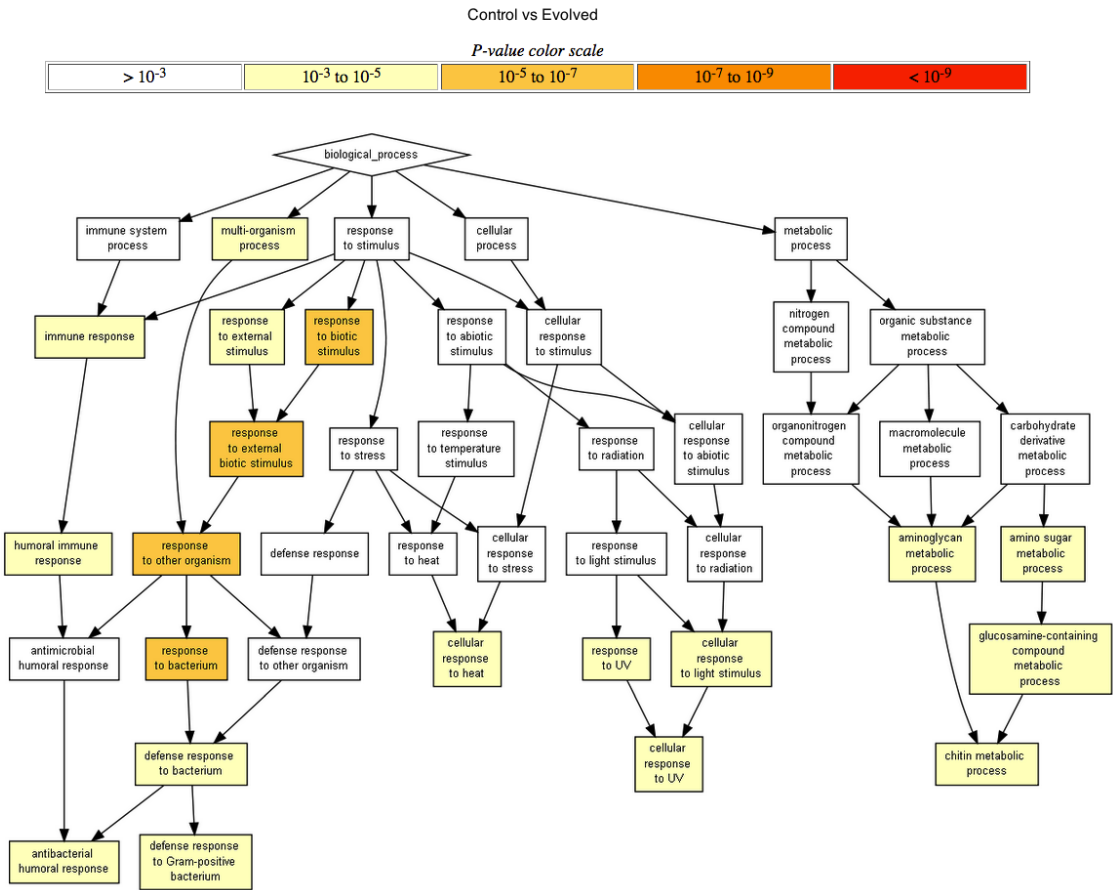 Control vs Evolved
P-value color scale
> 10-3
10-3 to 10-5
10-5 to 10-7
10-7 to 10-9
< 10-9
biological_process
immune system
process
multi-organism
process
response
to stimulus
cellular
process
metabolic
process
immune response
response
to external
stimulus
response
to biotic
stimulus
response
to abiotic
stimulus
cellular
response
to stimulus
nitrogen
compound
metabolic
process
organic substance
metabolic
process
response
to external
biotic stimulus
response
to stress
response
to temperature
stimulus
response
to radiation
cellular
response
to abiotic
stimulus
organonitrogen
compound
metabolic
process
macromolecule
metabolic
process
carbohydrate
derivative
metabolic
process
humoral immune
response
response
to other organism
defense response
response
to heat
cellular
response
to stress
response
to light stimulus
cellular
response
to radiation
aminoglycan
metabolic
process
amino sugar
metabolic
process
antimicrobial
humoral response
response
to bacterium
defense response
to other organism
cellular
response
to heat
response
to UV
cellular
response
to light stimulus
glucosamine-containing
compound
metabolic
process
defense response
to bacterium
cellular
response
to UV
chitin metabolic
process
antibacterial
humoral response
defense response
to Gram-positive
bacterium